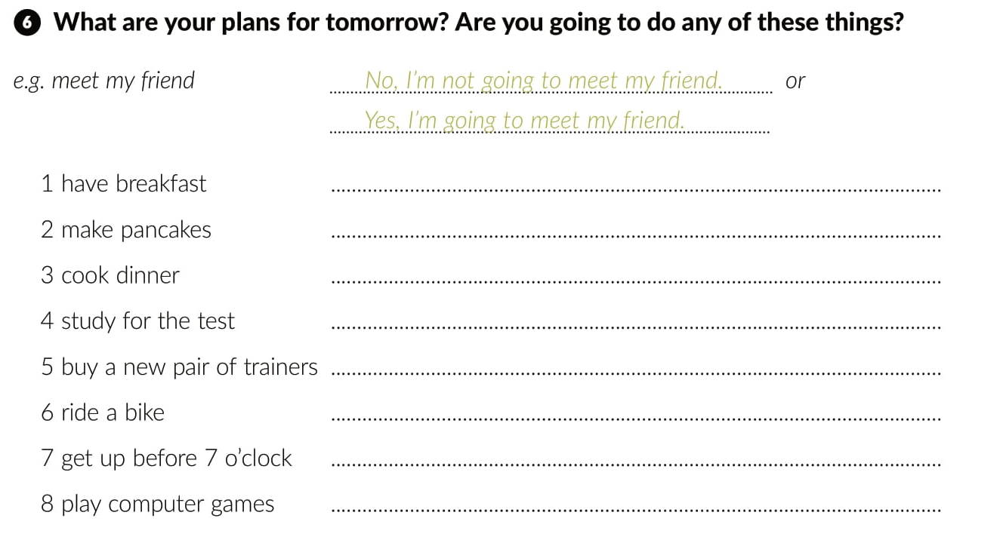 6 What are your plans for tomorrow? Are you going to do any of these things?
e.g. meet my friend No, I'm not going to meet my friend. or
Yes, I'm going to meet my friend.
1 have breakfast
2 make pancakes
3 cook dinner
4 study for the test
5 buy a new pair of trainers
6 ride a bike
7 get up before 7 o'clock
8 play computer games